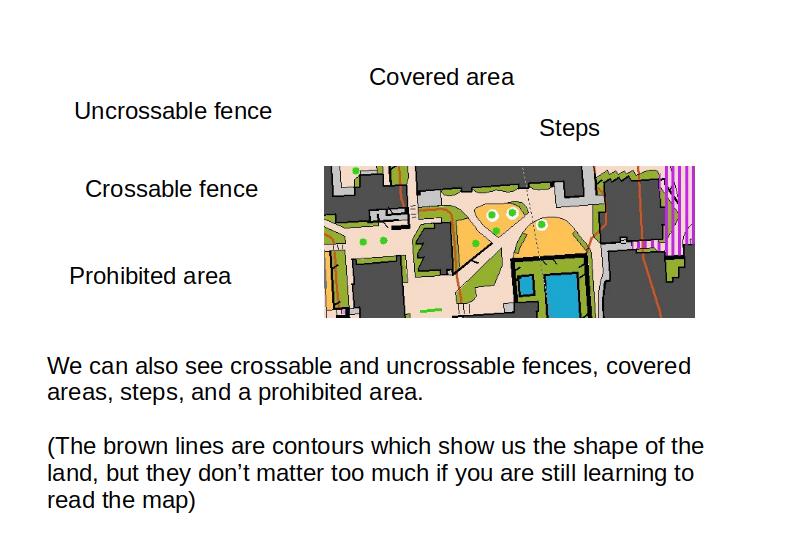 Covered area
Uncrossable fence
Steps
Crossable fence
Prohibited area
We can also see crossable and uncrossable fences, covered
areas, steps, and a prohibited area.
(The brown lines are contours which show us the shape of the
land, but they don’t matter too much if you are still learning to
read the map)